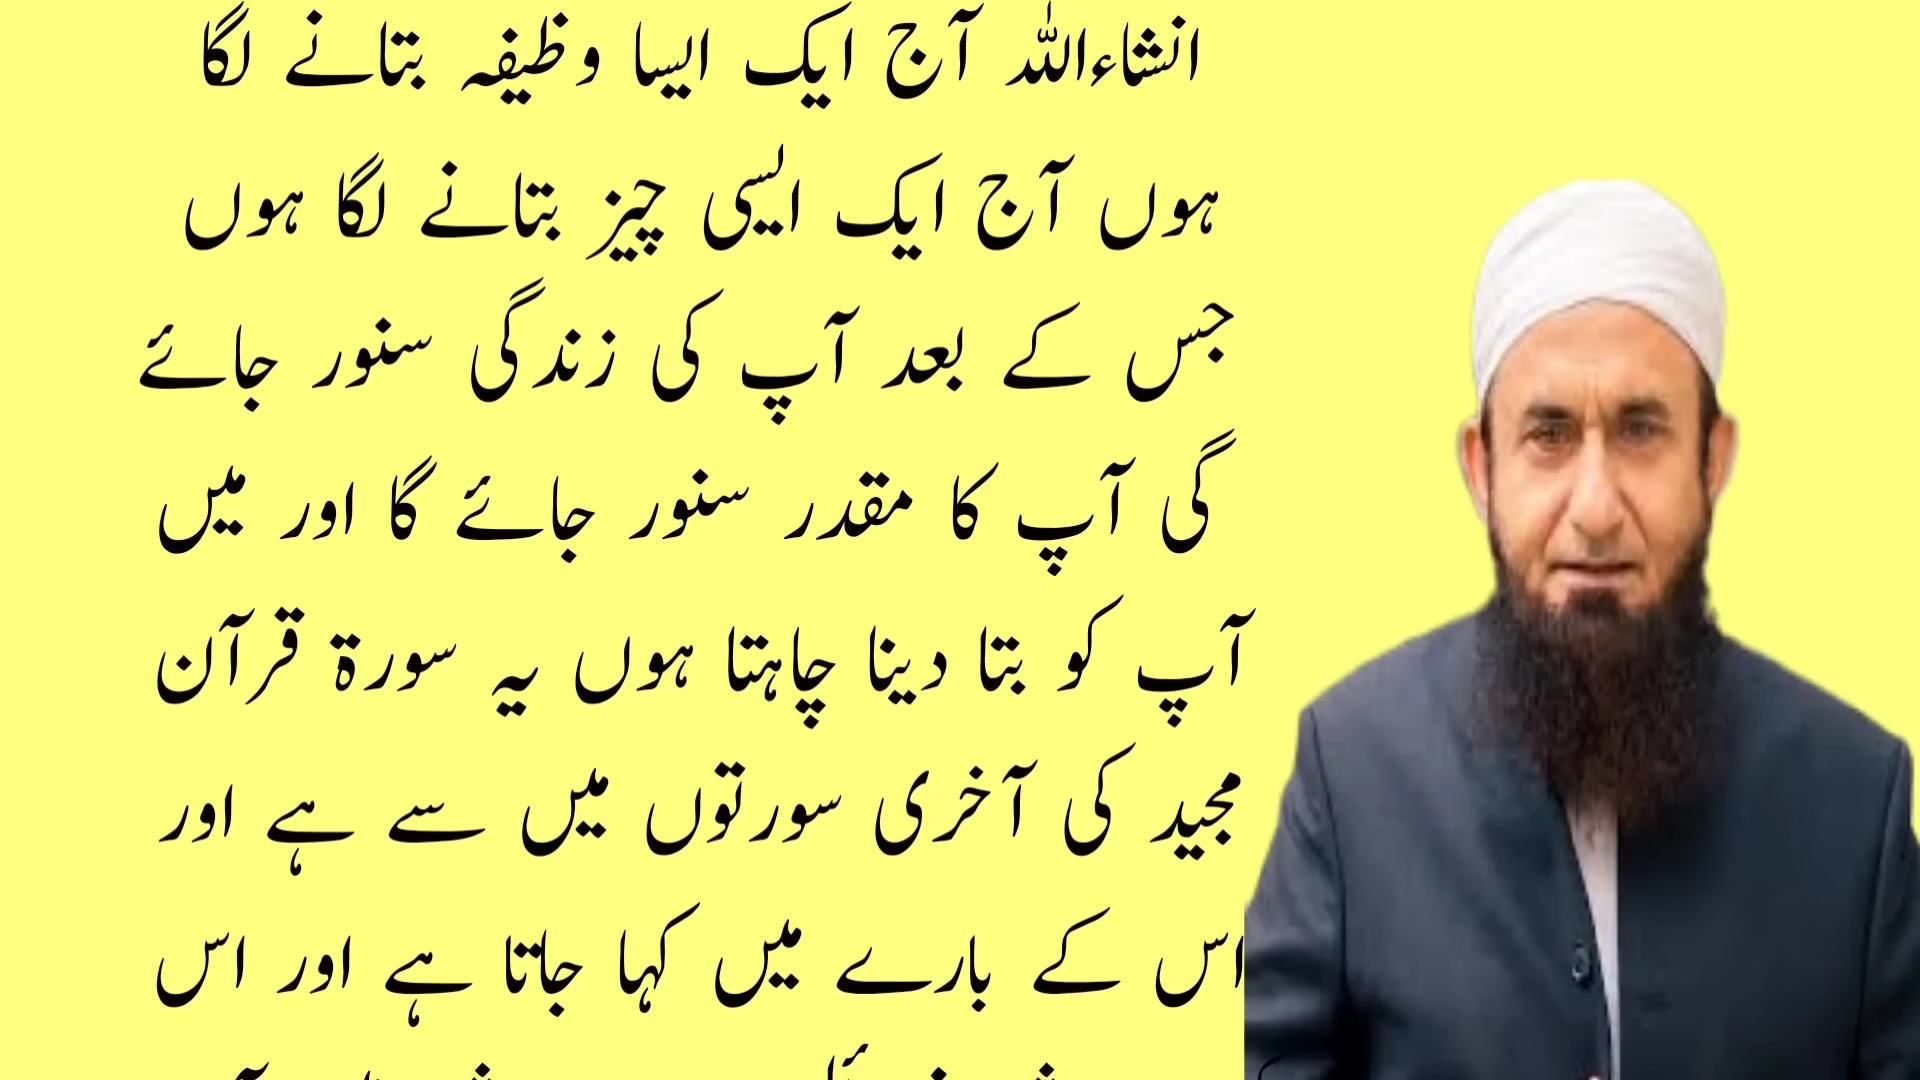 انشاءاللہ آج ایک ایسا وظیفہ بتانے لگا
ہوں آج ایک ایسی چیز بتانے لگا ہوں
جس کے بعد آپ کی زندگی سنور جائے
گی آپ کا مقدر سنور جائے گا اور میں
آپ کو بتا دینا چاہتا ہوں یہ سورۃ قرآن
مجید کی آخری سورتوں میں سے ہے اور
اس کے بارے میں کہا جاتا ہے اور اس